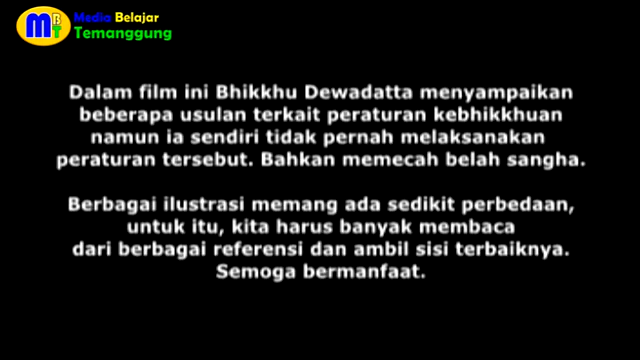 MBT
Media Belajar
Temanggung
Dalam film ini Bhikkhu Dewadatta menyampaikan
beberapa usulan terkait peraturan kebhikkhuan
namun ia sendiri tidak pernah melaksanakan
peraturan tersebut. Bahkan memecah belah sangha.
Berbagai ilustrasi memang ada sedikit perbedaan,
untuk itu, kita harus banyak membaca
dari berbagai referensi dan ambil sisi terbaiknya.
Semoga bermanfaat.